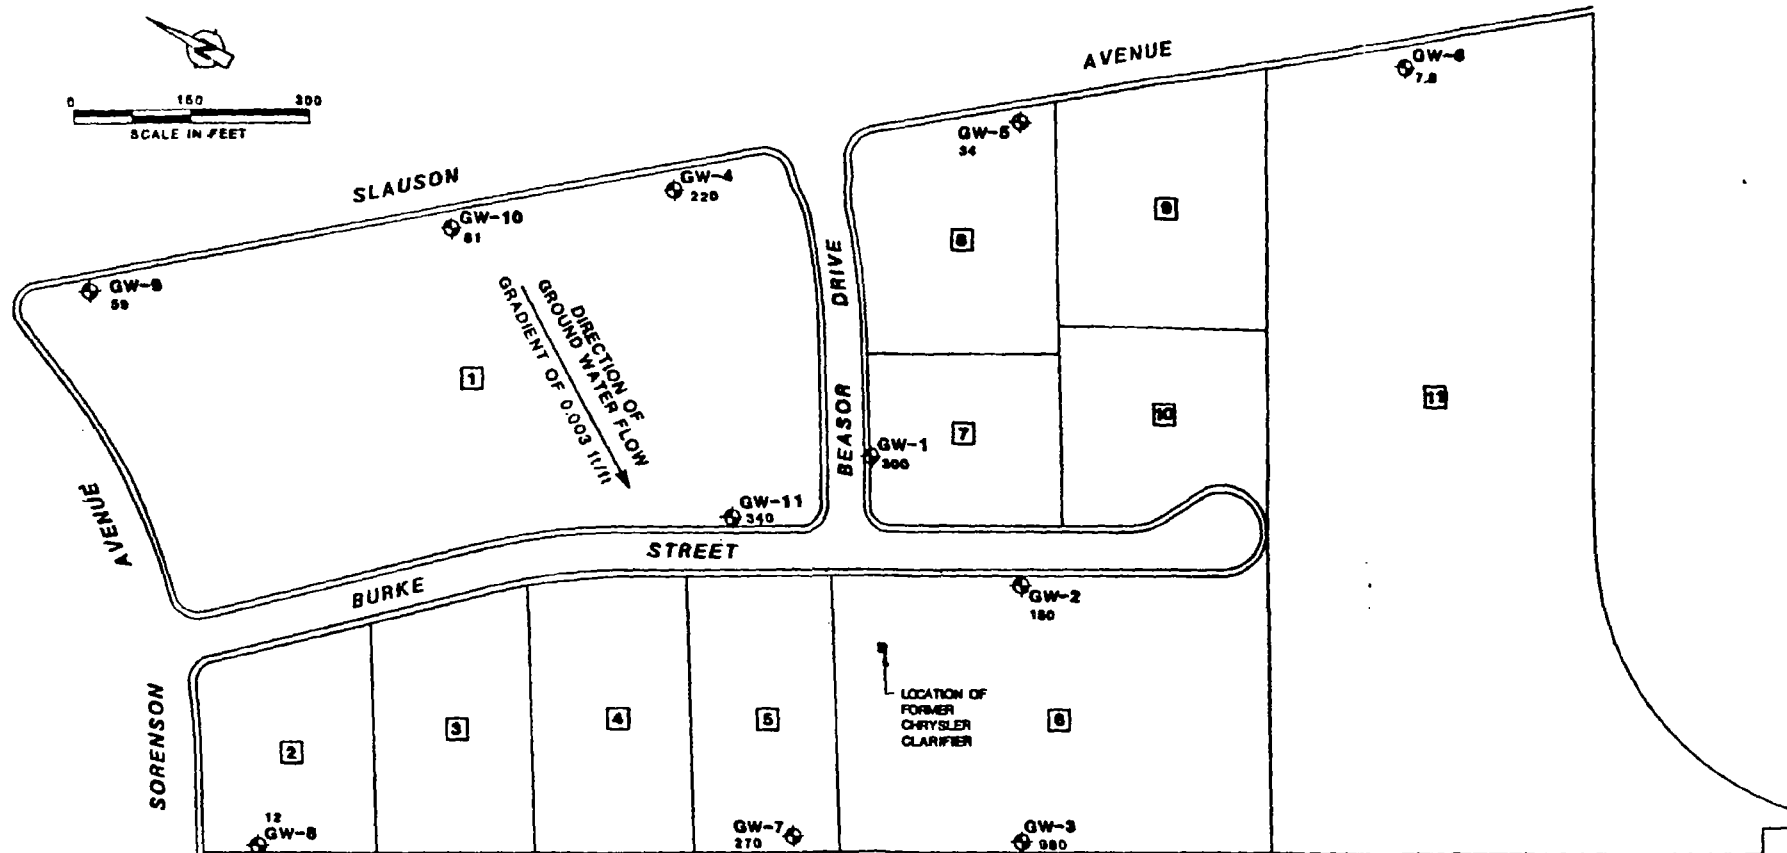 N
0 150 300
SCALE IN FEET
SLAUSON
AVENUE
GW-6
7.8
GW-5
34
GW-4
220
GW-10
81
GW-9
59
DIRECTION OF
GROUND WATER FLOW
GRADIENT OF 0.003 ft/ft
BEASOR DRIVE
1
8
9
7
10
11
GW-1
300
GW-11
340
AVENUE
SORENSON
BURKE
STREET
GW-2
180
LOCATION OF
FORMER
CHRYSLER
CLARIFIER
2
3
4
5
6
12
GW-8
GW-7
270
GW-3
980